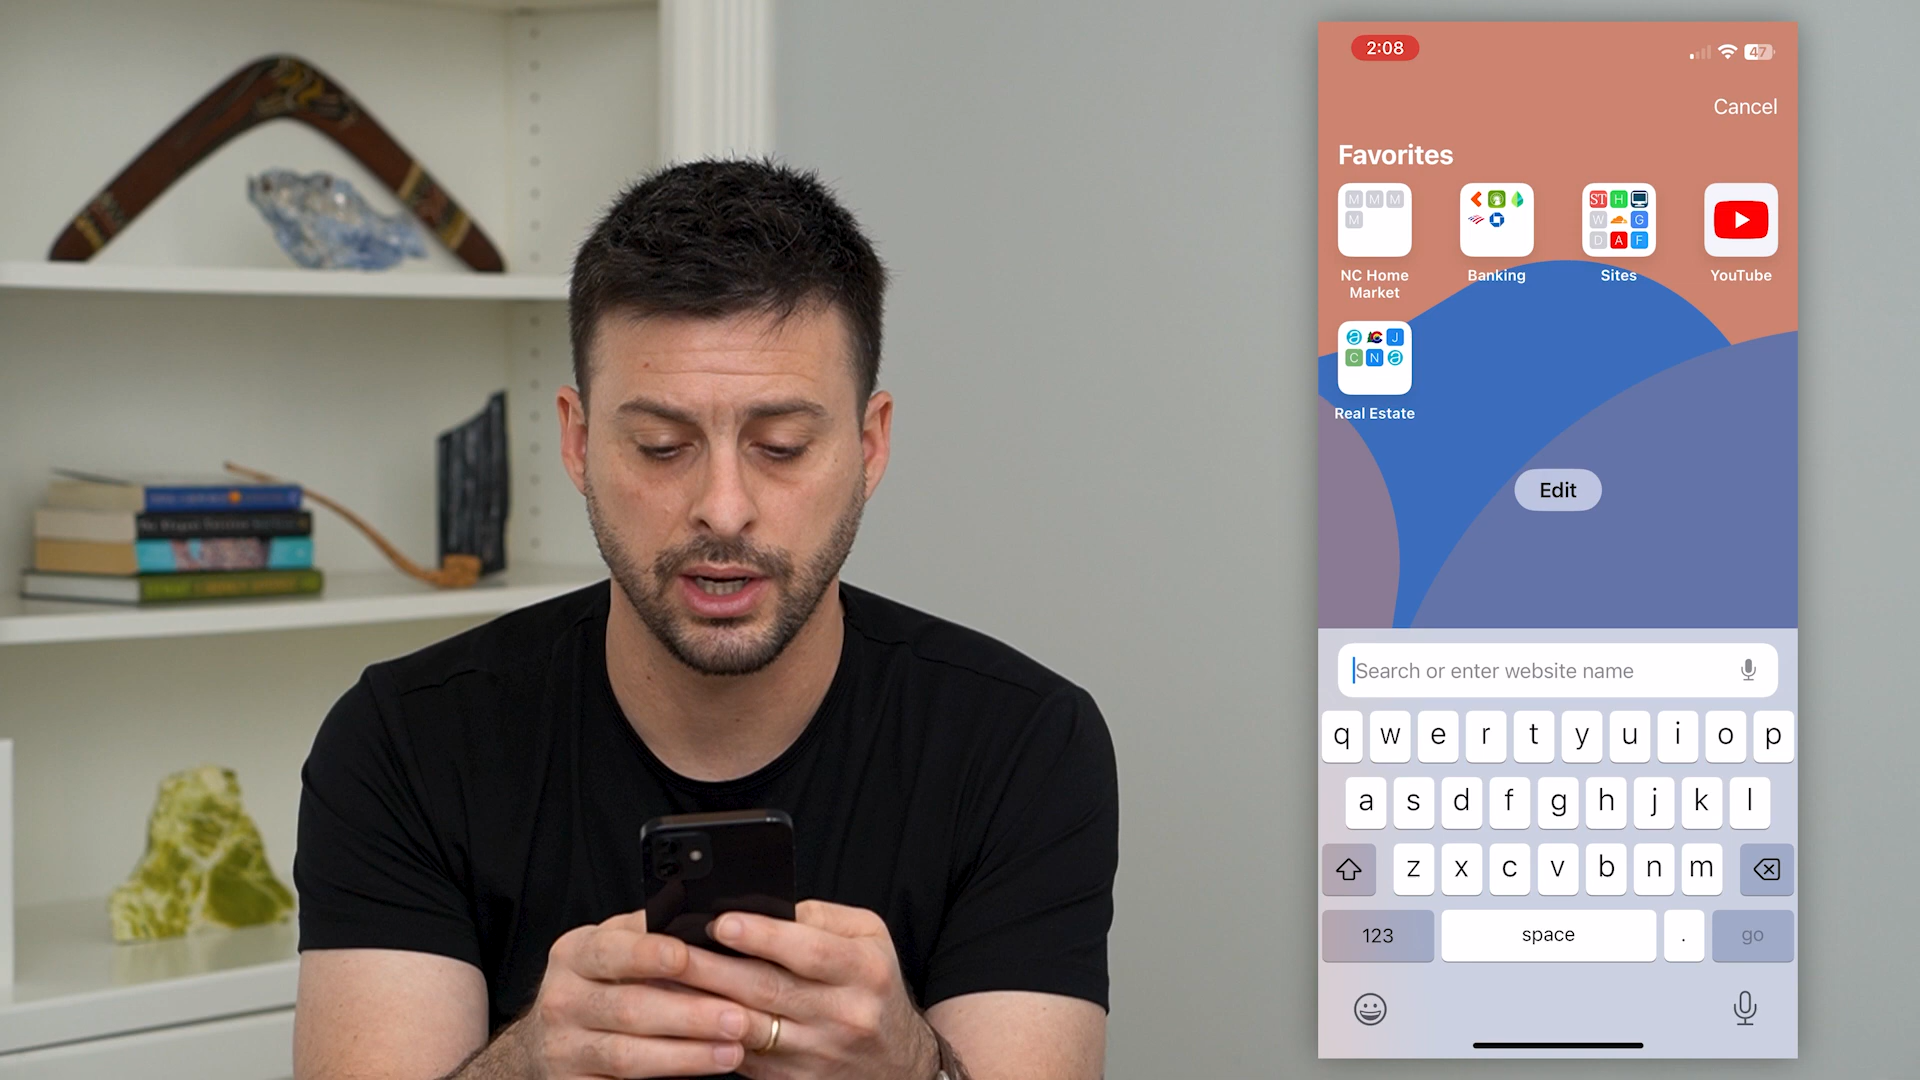 2:08
47
Cancel
Favorites
M M M
M
ST H
W G
D A F
NC Home
Market
Banking
Sites
YouTube
J
C N
Real Estate
Edit
Search or enter website name
q w e r t y u i o p
a s d f g h j k l
z x c v b n m
123 space . go